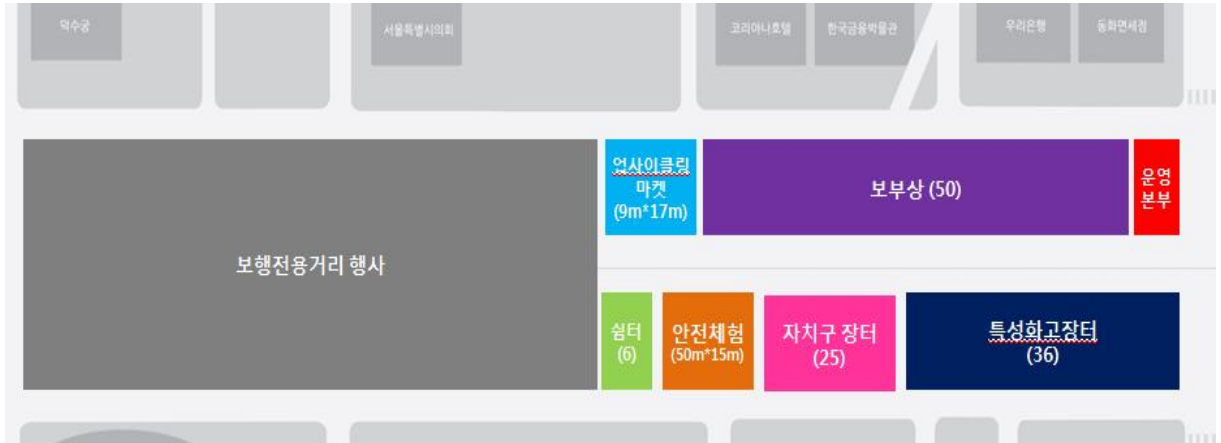 덕수궁
서울특별시의회
코리아나호텔
한국금융박물관
우리은행
동화면세점
업사이클링
마켓
(9m*17m)
보부상 (50)
운영
본부
보행전용거리 행사
쉼터
(6)
안전체험
(50m*15m)
자치구 장터
(25)
특성화고장터
(36)